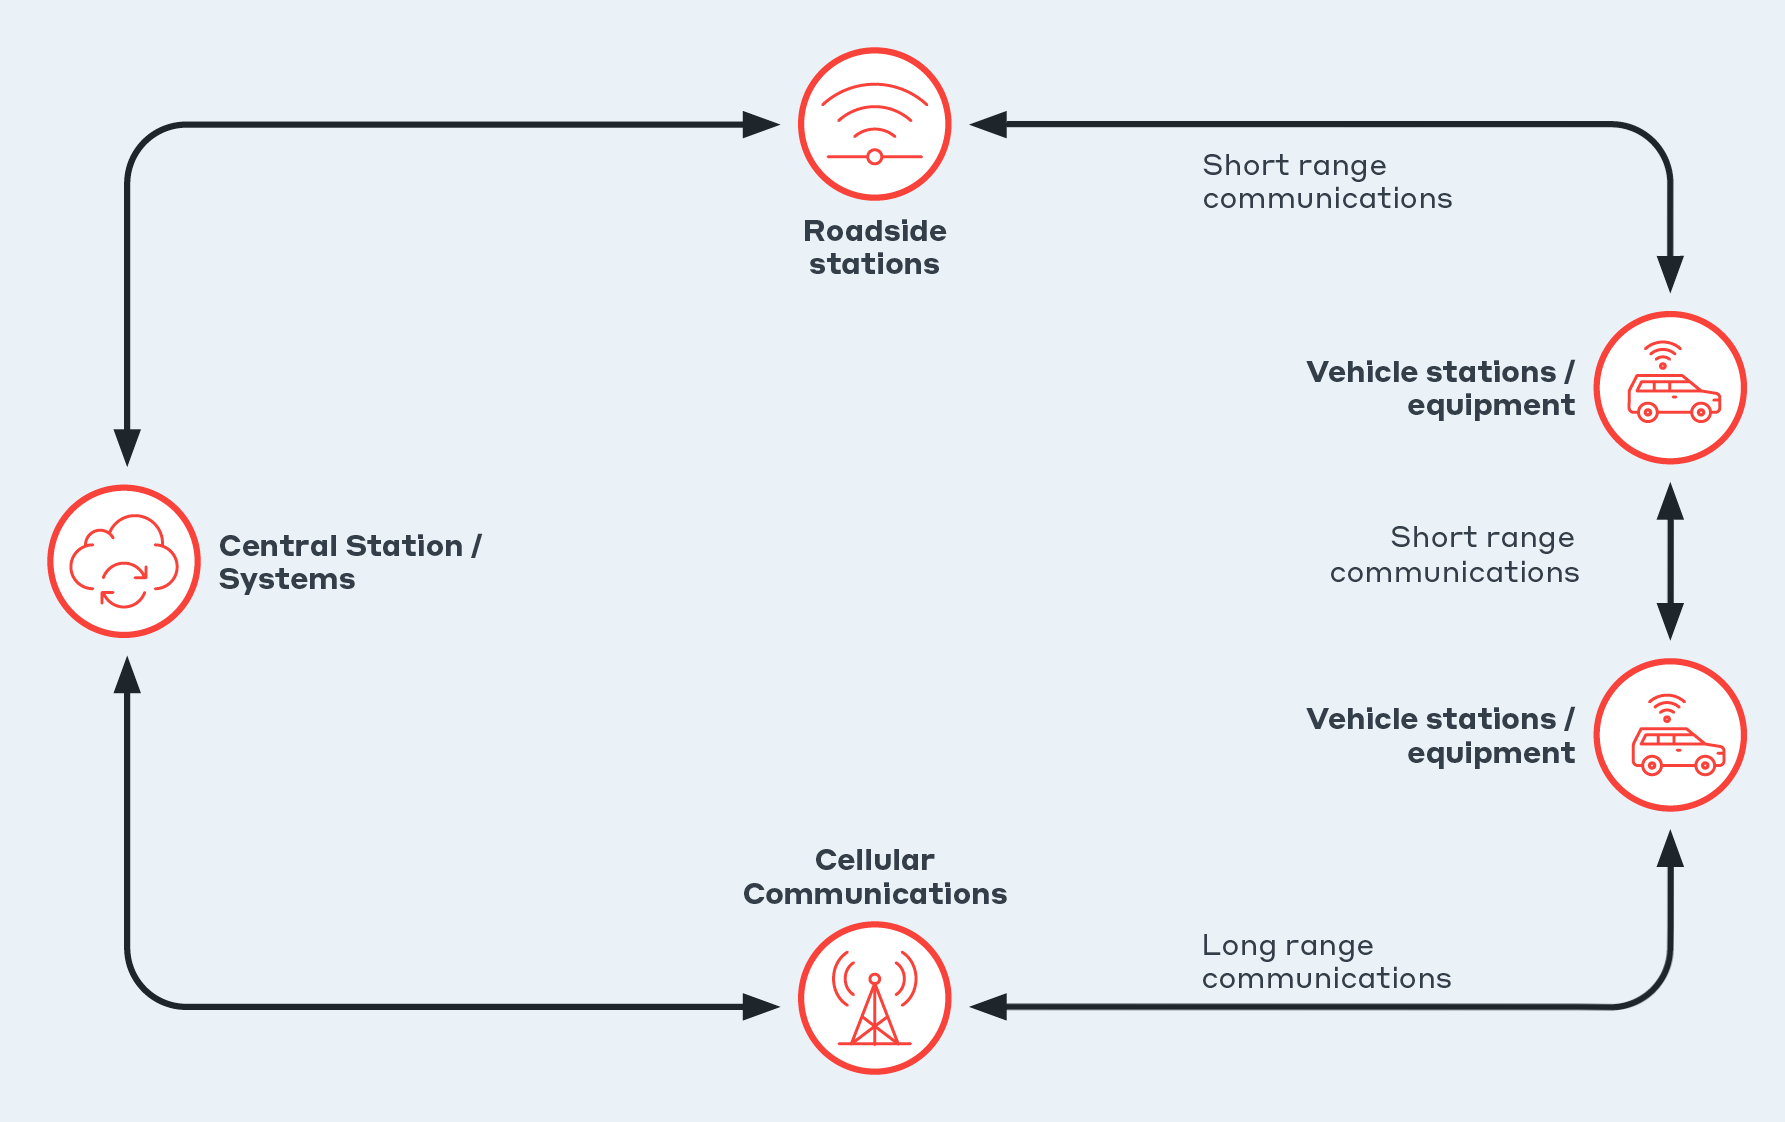 Short range
communications
Roadside
stations
Vehicle stations /
equipment
Central Station /
Systems
Short range
communications
Vehicle stations /
equipment
Cellular
Communications
Long range
communications